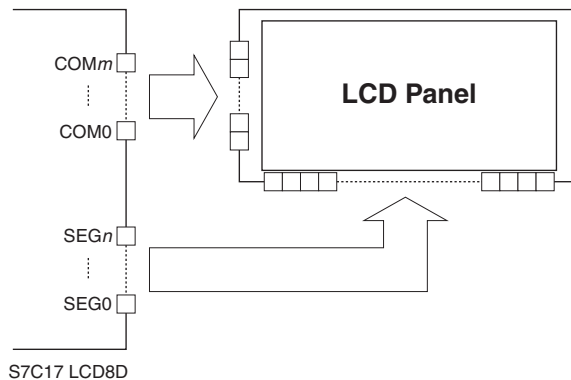 COMm
COM0
SEGn
SEG0
S7C17 LCD8D
LCD Panel